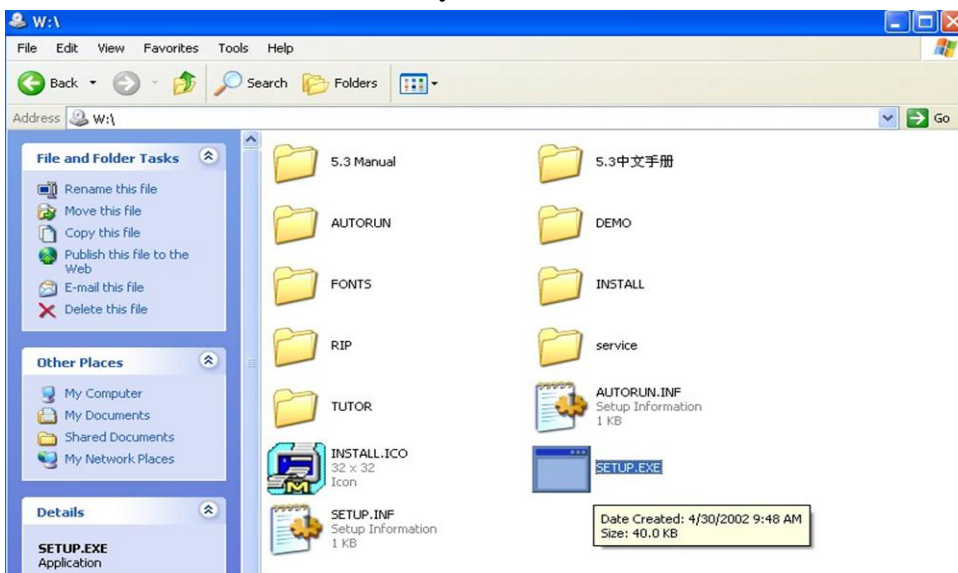 W:\
File Edit View Favorites Tools Help
Back Search Folders
Address W:\ Go
File and Folder Tasks
Rename this file
Move this file
Copy this file
Publish this file to the
Web
E-mail this file
Delete this file
Other Places
My Computer
My Documents
Shared Documents
My Network Places
Details
SETUP.EXE
Application
5.3 Manual
5.3中文手册
AUTORUN
DEMO
FONTS
INSTALL
RIP
service
TUTOR
AUTORUN.INF
Setup Information
1 KB
INSTALL.ICO
32 x 32
Icon
SETUP.EXE
SETUP.INF
Setup Information
1 KB
Date Created: 4/30/2002 9:48 AM
Size: 40.0 KB